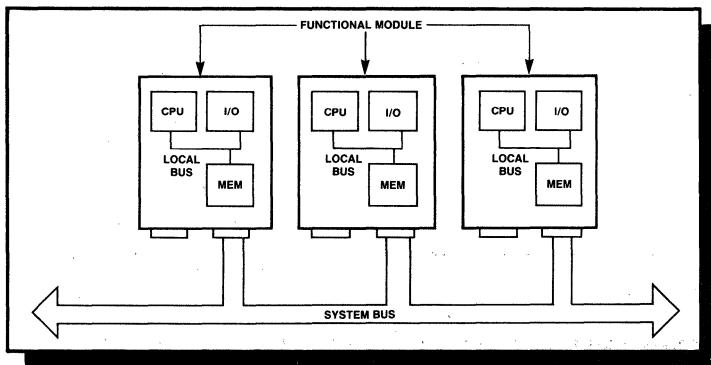 FUNCTIONAL MODULE
CPU
I/O
LOCAL
BUS
MEM
CPU
I/O
LOCAL
BUS
MEM
CPU
I/O
LOCAL
BUS
MEM
SYSTEM BUS